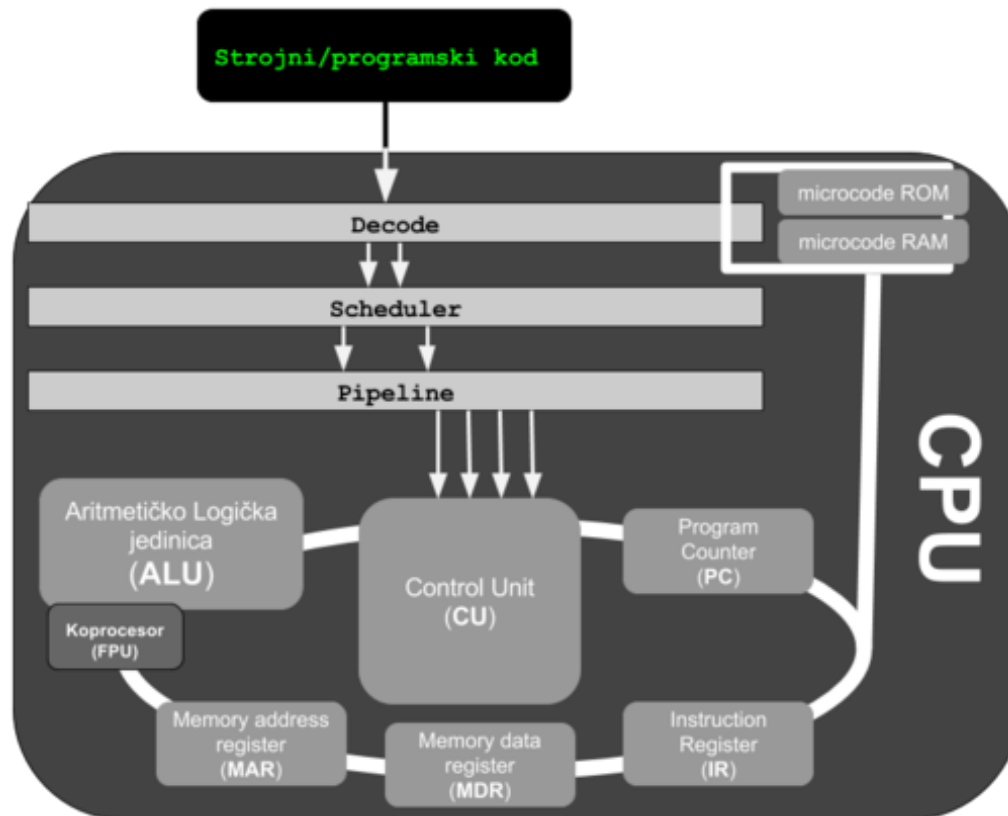 Strojni/programski kod
microcode ROM
microcode RAM
Decode
Scheduler
Pipeline
CPU
Aritmetičko Logička
jedinica
(ALU)
Koprocesor
(FPU)
Control Unit
(CU)
Program
Counter
(PC)
Memory address
register
(MAR)
Memory data
register
(MDR)
Instruction
Register
(IR)